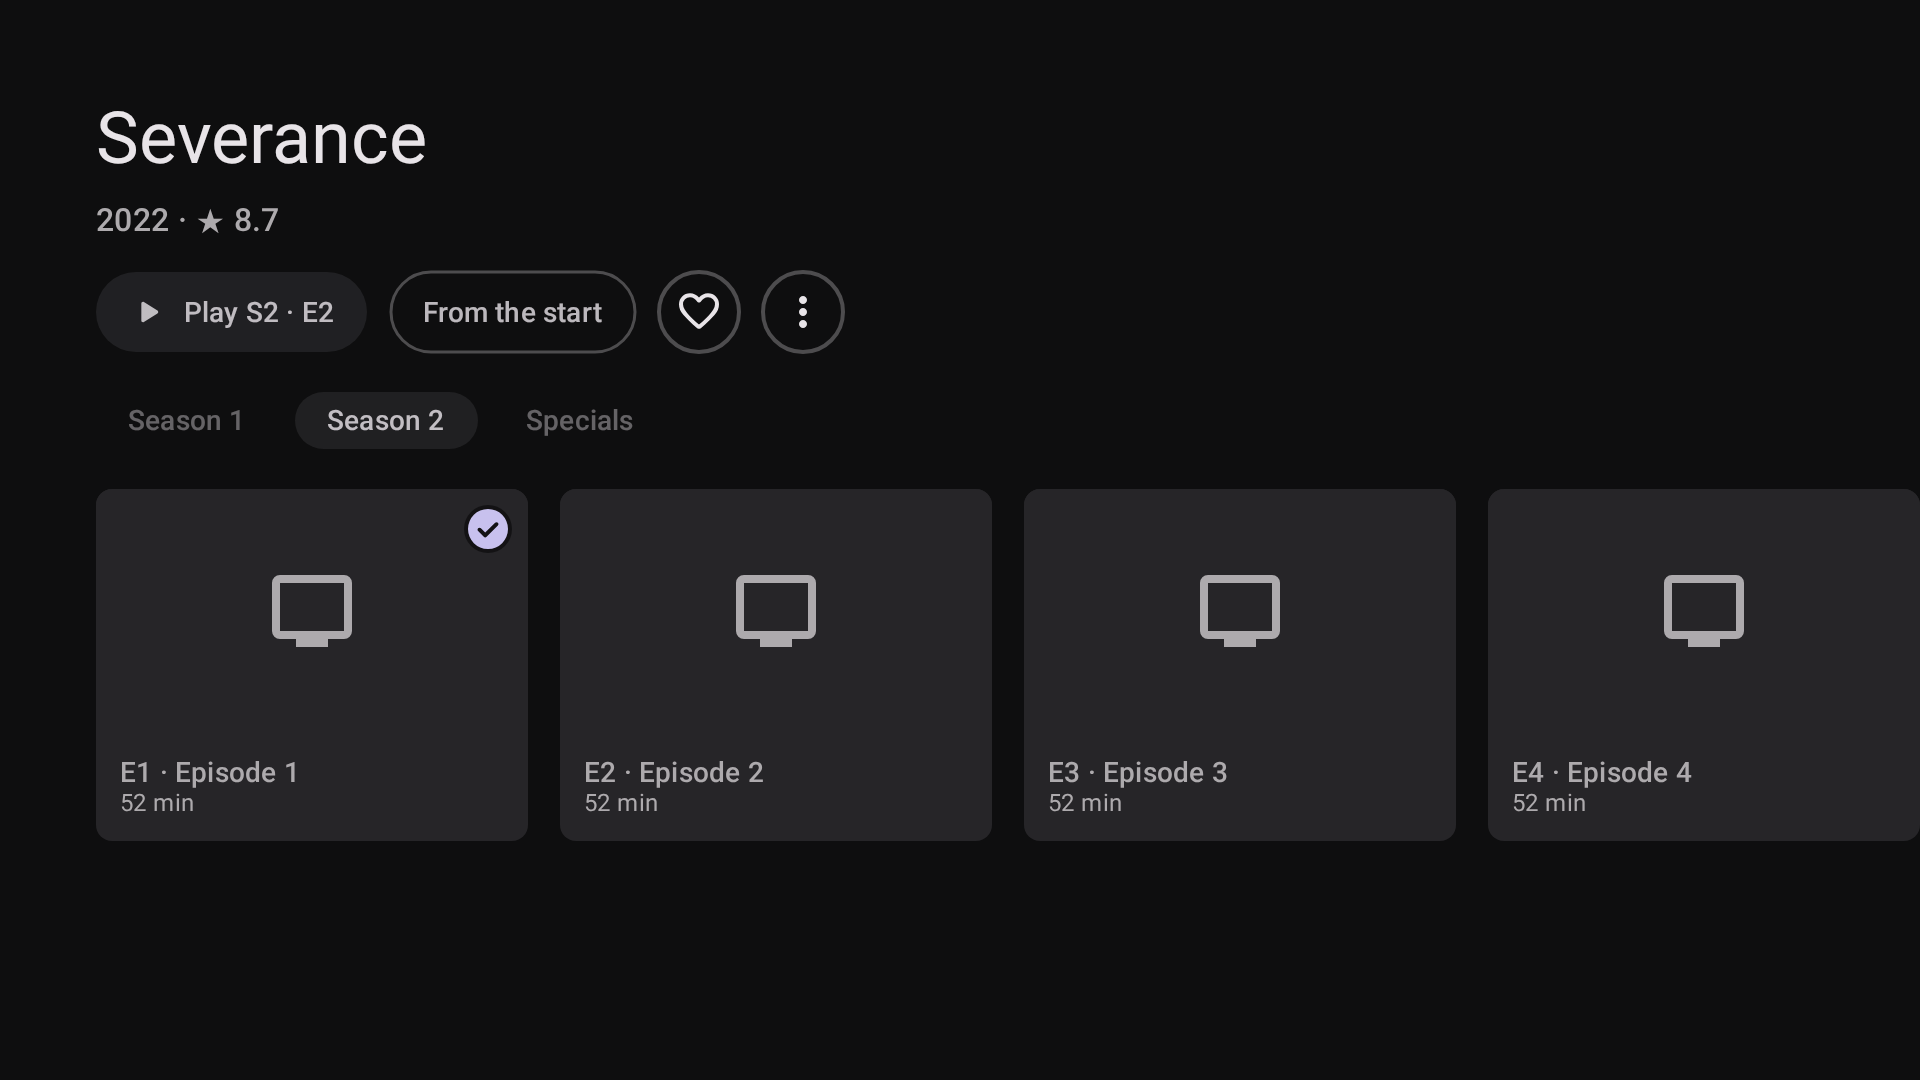 Severance
2022 · ★ 8.7
Play S2 · E2
From the start
Season 1
Season 2
Specials
E1 · Episode 1
52 min
E2 · Episode 2
52 min
E3 · Episode 3
52 min
E4 · Episode 4
52 min